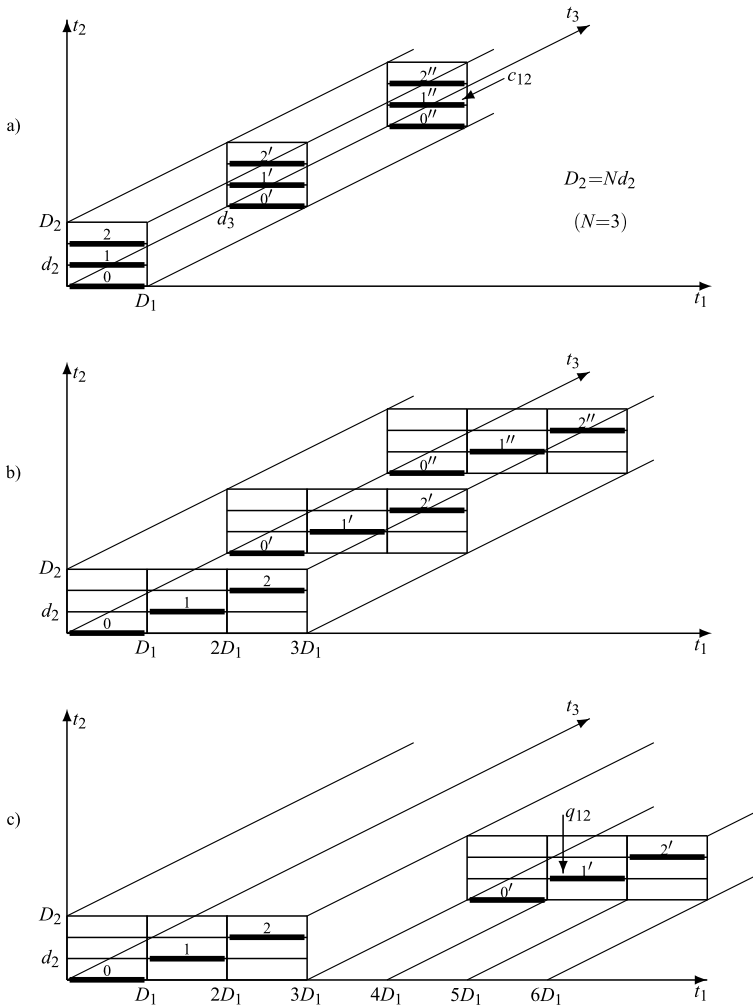 t₂
t₃
2″
c₁₂
1″
0″
a)
2′
1′
0′
D₂=Nd₂
d₃
(N=3)
D₂
2
d₂
1
0
D₁
t₁
t₂
t₃
2″
1″
0″
b)
2′
1′
0′
D₂
2
d₂
1
0
D₁ 2D₁ 3D₁ t₁
t₂
t₃
c)
q₁₂
2′
1′
0′
D₂
2
d₂
1
0
D₁ 2D₁ 3D₁ 4D₁ 5D₁ 6D₁ t₁